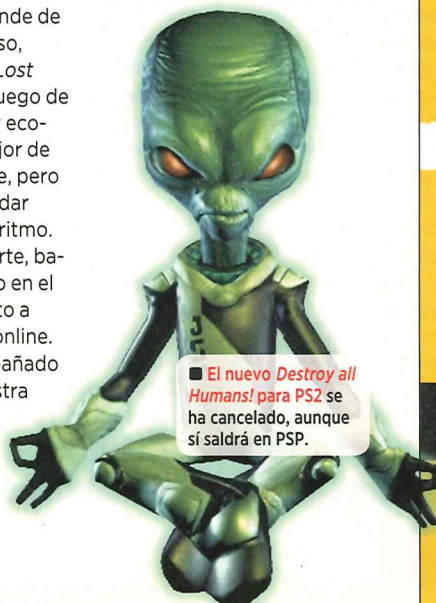 nde de
so,
Lost
uego de
eco-
jor de
e, pero
dar
ritmo.
rte, ba-
o en el
to a
online.
pañado
stra
■ El nuevo Destroy all
Humans! para PS2 se
ha cancelado, aunque
sí saldrá en PSP.